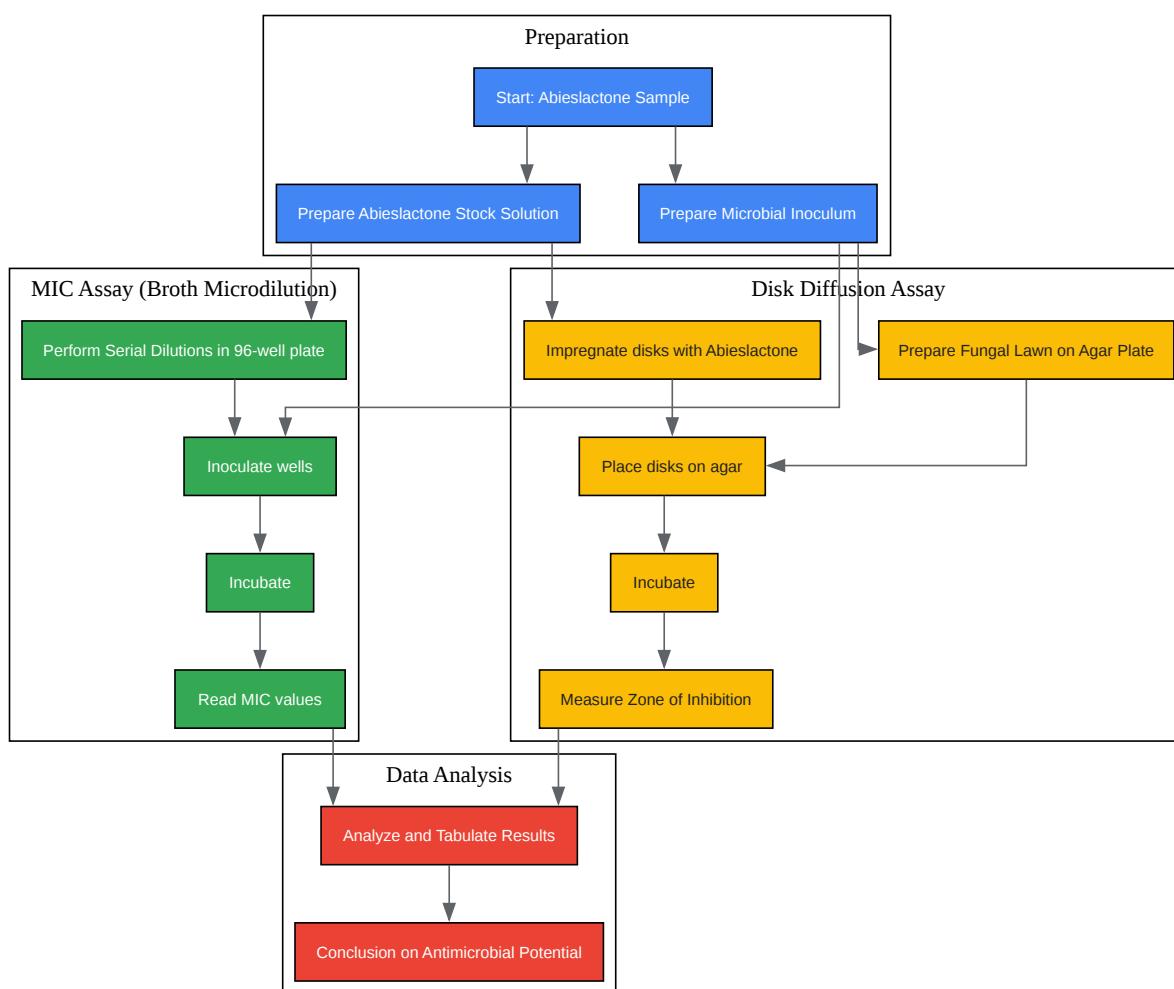 Preparation
Start: Abieslactone Sample
Prepare Abieslactone Stock Solution
Prepare Microbial Inoculum
MIC Assay (Broth Microdilution)
Perform Serial Dilutions in 96-well plate
Inoculate wells
Incubate
Read MIC values
Disk Diffusion Assay
Impregnate disks with Abieslactone
Prepare Fungal Lawn on Agar Plate
Place disks on agar
Incubate
Measure Zone of Inhibition
Data Analysis
Analyze and Tabulate Results
Conclusion on Antimicrobial Potential